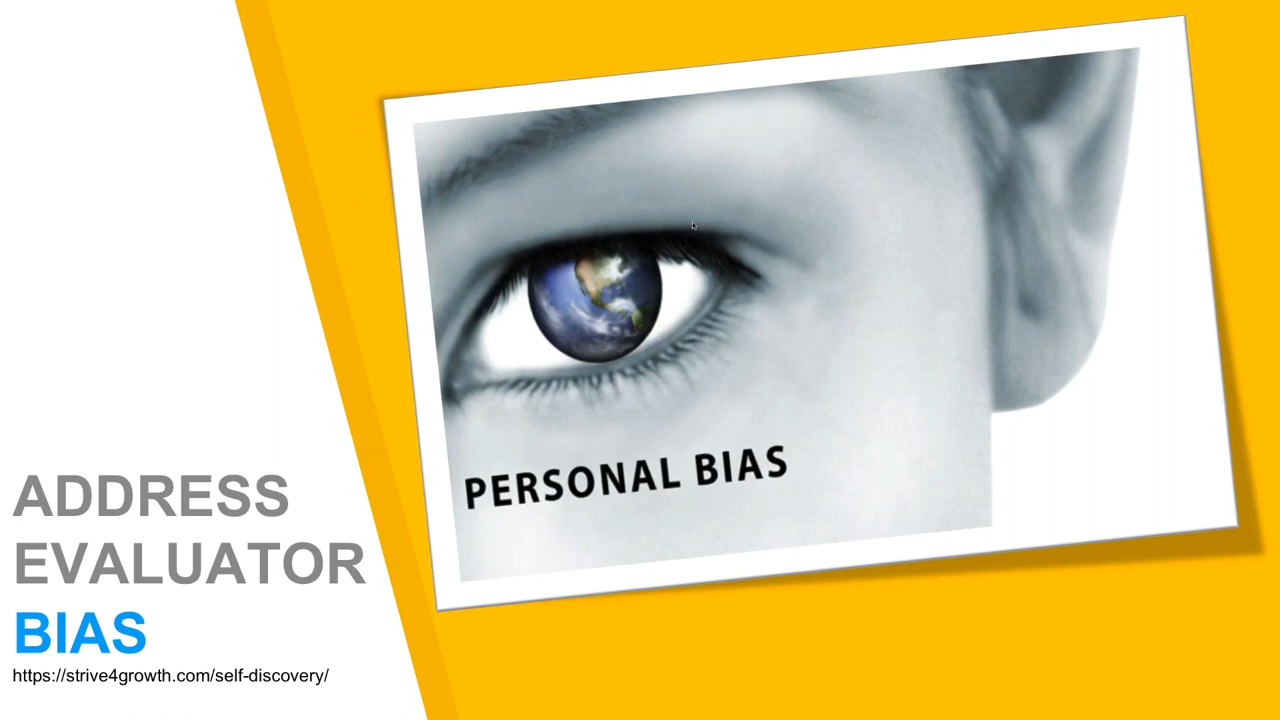 PERSONAL BIAS
ADDRESS
EVALUATOR
BIAS
https://strive4growth.com/self-discovery/